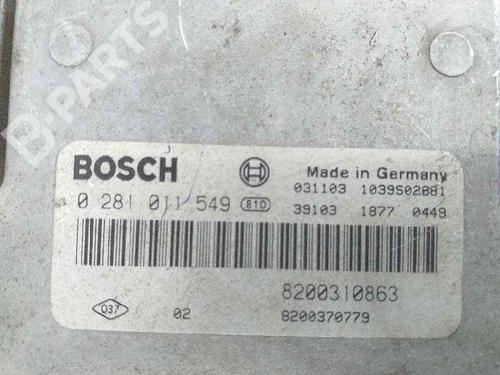 B-PARTS
BOSCH
Made in Germany
0 281 011 549 810
031103 1039S02881
39103 1877 0449
8200310863
037 02 8200370779